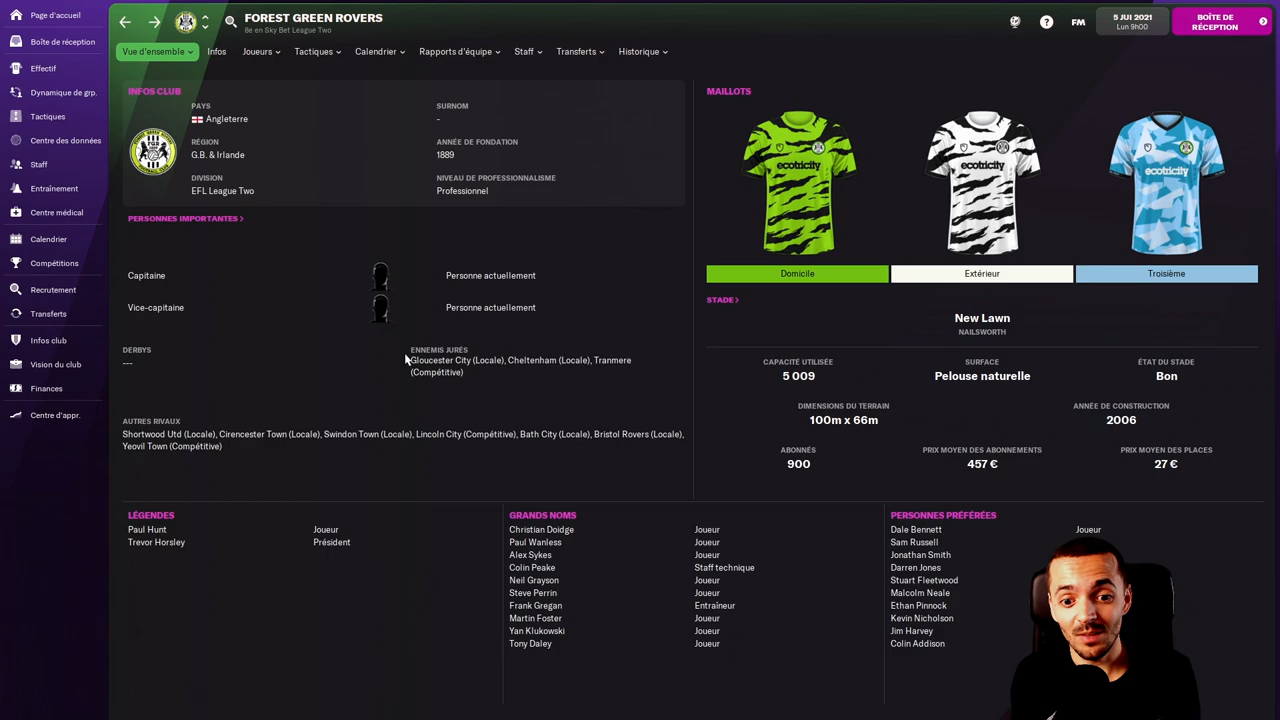 Page d'accueil
Boîte de réception
Effectif
Dynamique de grp.
Tactiques
Centre des données
Staff
Entraînement
Centre médical
Calendrier
Compétitions
Recrutement
Transferts
Infos club
Vision du club
Finances
Centre d'appr.
FOREST GREEN ROVERS
8e en Sky Bet League Two
?
FM
5 JUI 2021
Lun 9h00
BOÎTE DE
RÉCEPTION
Vue d'ensemble
Infos
Joueurs
Tactiques
Calendrier
Rapports d'équipe
Staff
Transferts
Historique
INFOS CLUB
PAYS
Angleterre
SURNOM
-
RÉGION
G.B. & Irlande
ANNÉE DE FONDATION
1889
DIVISION
EFL League Two
NIVEAU DE PROFESSIONALISME
Professionnel
PERSONNES IMPORTANTES >
Capitaine
Personne actuellement
Vice-capitaine
Personne actuellement
DERBYS
---
ENNEMIS JURÉS
Gloucester City (Locale), Cheltenham (Locale), Tranmere
(Compétitive)
AUTRES RIVAUX
Shortwood Utd (Locale), Cirencester Town (Locale), Swindon Town (Locale), Lincoln City (Compétitive), Bath City (Locale), Bristol Rovers (Locale),
Yeovil Town (Compétitive)
MAILLOTS
ecotricity
ecotricity
ecotricity
Domicile
Extérieur
Troisième
STADE >
New Lawn
NAILSWORTH
CAPACITÉ UTILISÉE
5 009
SURFACE
Pelouse naturelle
ÉTAT DU STADE
Bon
DIMENSIONS DU TERRAIN
100m x 66m
ANNÉE DE CONSTRUCTION
2006
ABONNÉS
900
PRIX MOYEN DES ABONNEMENTS
457 €
PRIX MOYEN DES PLACES
27 €
LÉGENDES
Paul Hunt Joueur
Trevor Horsley Président
GRANDS NOMS
Christian Doidge Joueur
Paul Wanless Joueur
Alex Sykes Joueur
Colin Peake Staff technique
Neil Grayson Joueur
Steve Perrin Joueur
Frank Gregan Entraîneur
Martin Foster Joueur
Yan Klukowski Joueur
Tony Daley Joueur
PERSONNES PRÉFÉRÉES
Dale Bennett Joueur
Sam Russell
Jonathan Smith
Darren Jones
Stuart Fleetwood
Malcolm Neale
Ethan Pinnock
Kevin Nicholson
Jim Harvey
Colin Addison